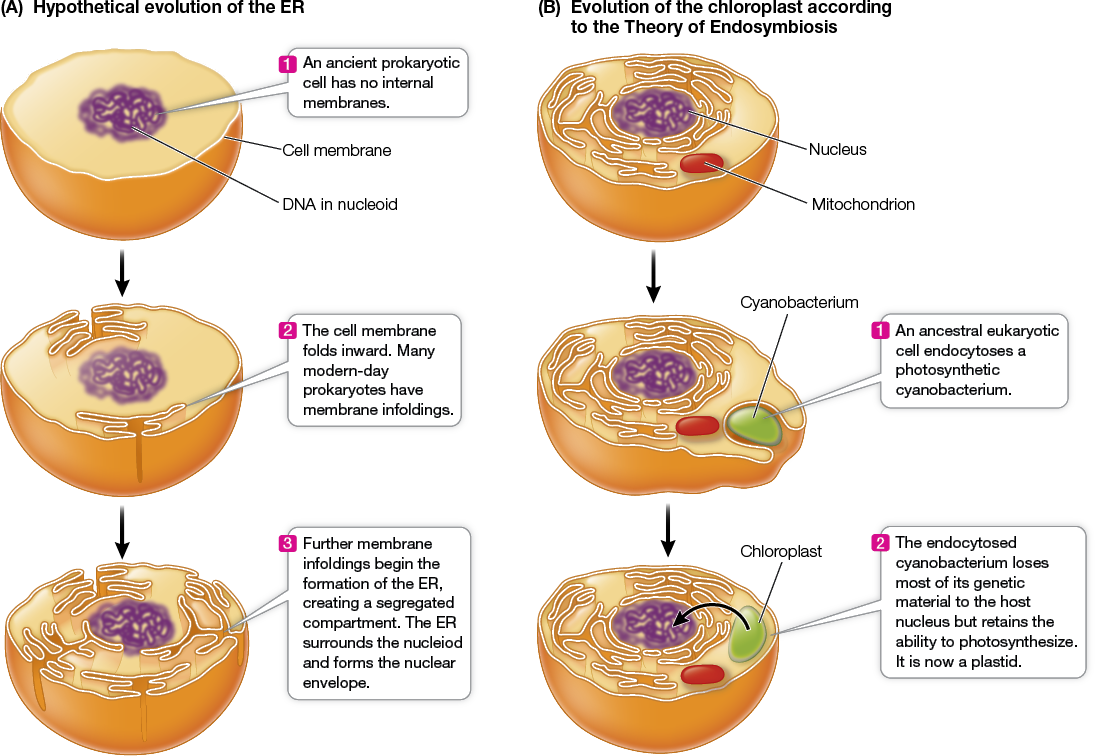 (A) Hypothetical evolution of the ER
1 An ancient prokaryotic
cell has no internal
membranes.
Cell membrane
DNA in nucleoid
2 The cell membrane
folds inward. Many
modern-day
prokaryotes have
membrane infoldings.
3 Further membrane
infoldings begin the
formation of the ER,
creating a segregated
compartment. The ER
surrounds the nucleiod
and forms the nuclear
envelope.
(B) Evolution of the chloroplast according
to the Theory of Endosymbiosis
Nucleus
Mitochondrion
Cyanobacterium
1 An ancestral eukaryotic
cell endocytoses a
photosynthetic
cyanobacterium.
Chloroplast
2 The endocytosed
cyanobacterium loses
most of its genetic
material to the host
nucleus but retains the
ability to photosynthesize.
It is now a plastid.